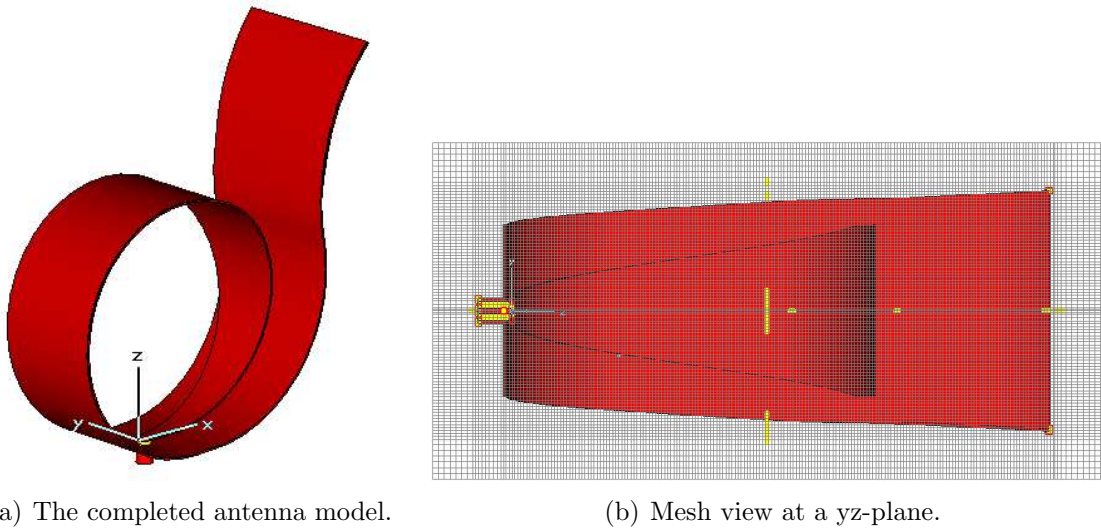 z
y
x
a) The completed antenna model.
(b) Mesh view at a yz-plane.